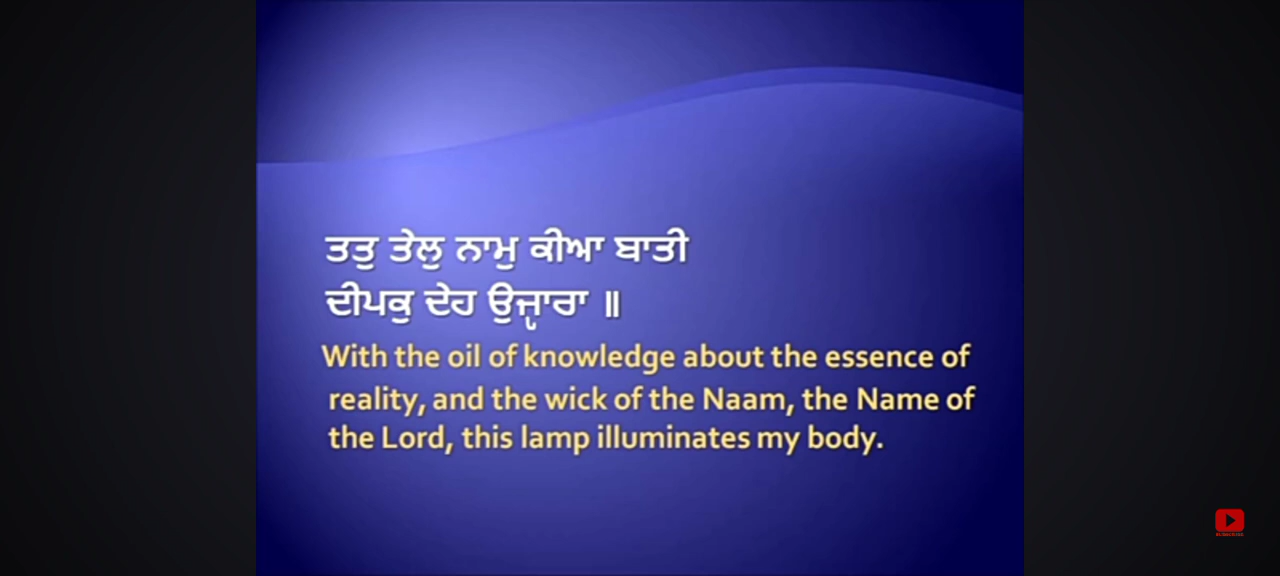 ਤਤੁ ਤੇਲੁ ਨਾਮੁ ਕੀਆ ਬਾਤੀ
ਦੀਪਕੁ ਦੇਹ ਉਜ੍ਯ੍ਯਾਰਾ ॥
With the oil of knowledge about the essence of
reality, and the wick of the Naam, the Name of
the Lord, this lamp illuminates my body.